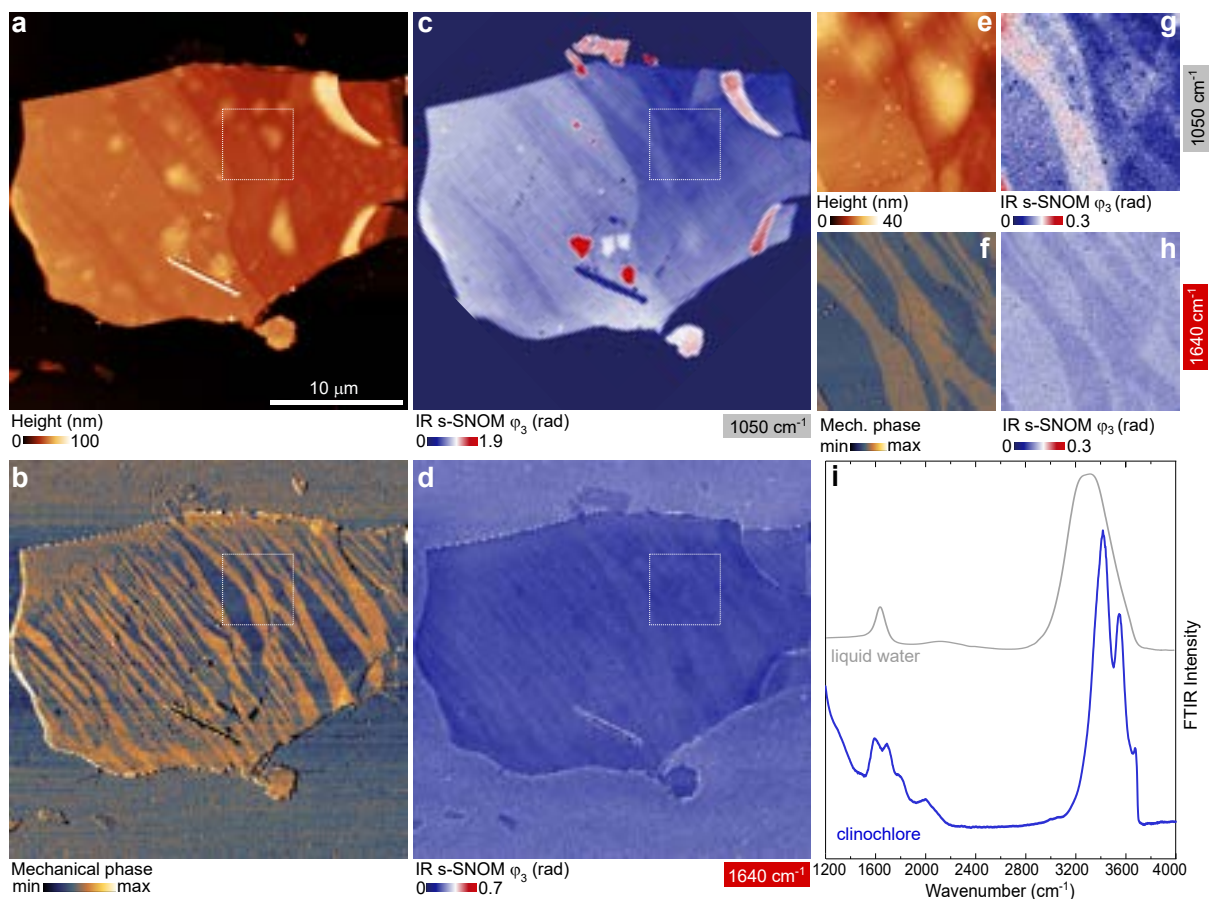 a
10 μm
Height (nm)
0 100
b
Mechanical phase
min max
c
IR s-SNOM φ3 (rad)
0 1.9
1050 cm-1
d
IR s-SNOM φ3 (rad)
0 0.7
1640 cm-1
e
Height (nm)
0 40
g
IR s-SNOM φ3 (rad)
0 0.3
1050 cm-1
f
Mech. phase
min max
h
IR s-SNOM φ3 (rad)
0 0.3
1640 cm-1
i
liquid water
clinochlore
FTIR Intensity
1200 1600 2000 2400 2800 3200 3600 4000
Wavenumber (cm-1)